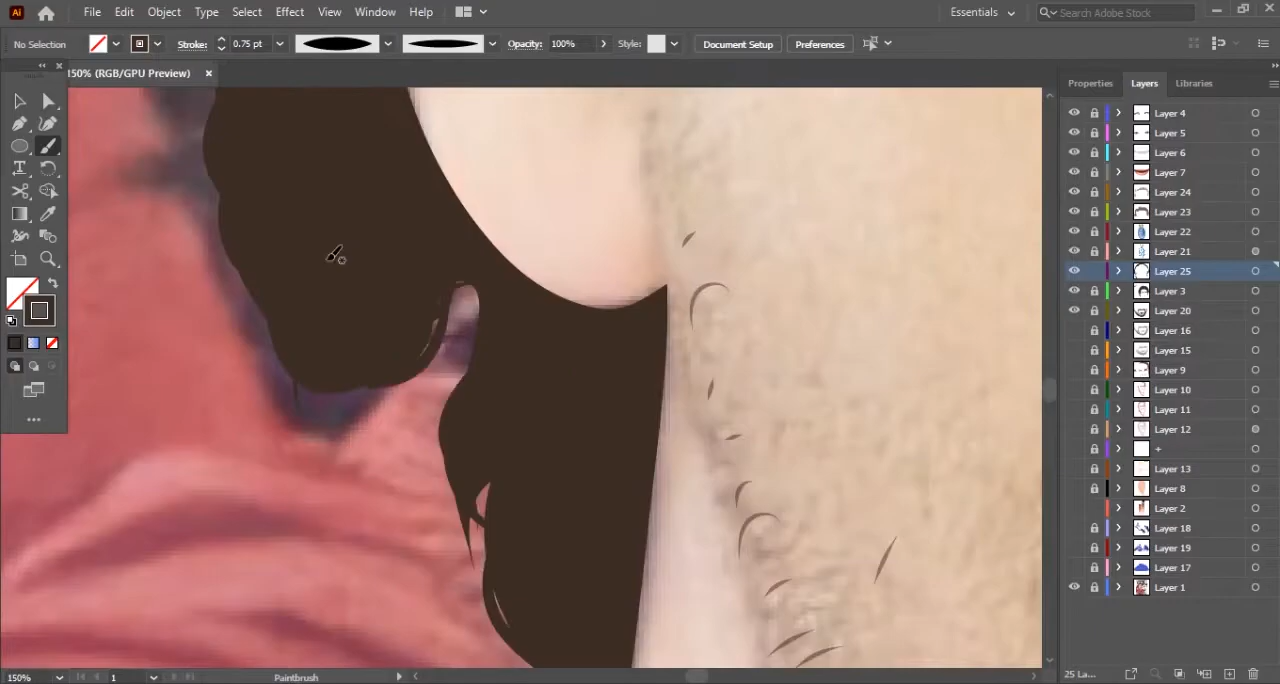 Ai File Edit Object Type Select Effect View Window Help Essentials Search Adobe Stock
No Selection Stroke: 0.75 pt Opacity: 100% Style: Document Setup Preferences
150% (RGB/GPU Preview) ×
Properties Layers Libraries
Layer 4
Layer 5
Layer 6
Layer 7
Layer 24
Layer 23
Layer 22
Layer 21
Layer 25
Layer 3
Layer 20
Layer 16
Layer 15
Layer 9
Layer 10
Layer 11
Layer 12
+
Layer 13
Layer 8
Layer 2
Layer 18
Layer 19
Layer 17
Layer 1
150% 1 Paintbrush 25 La...